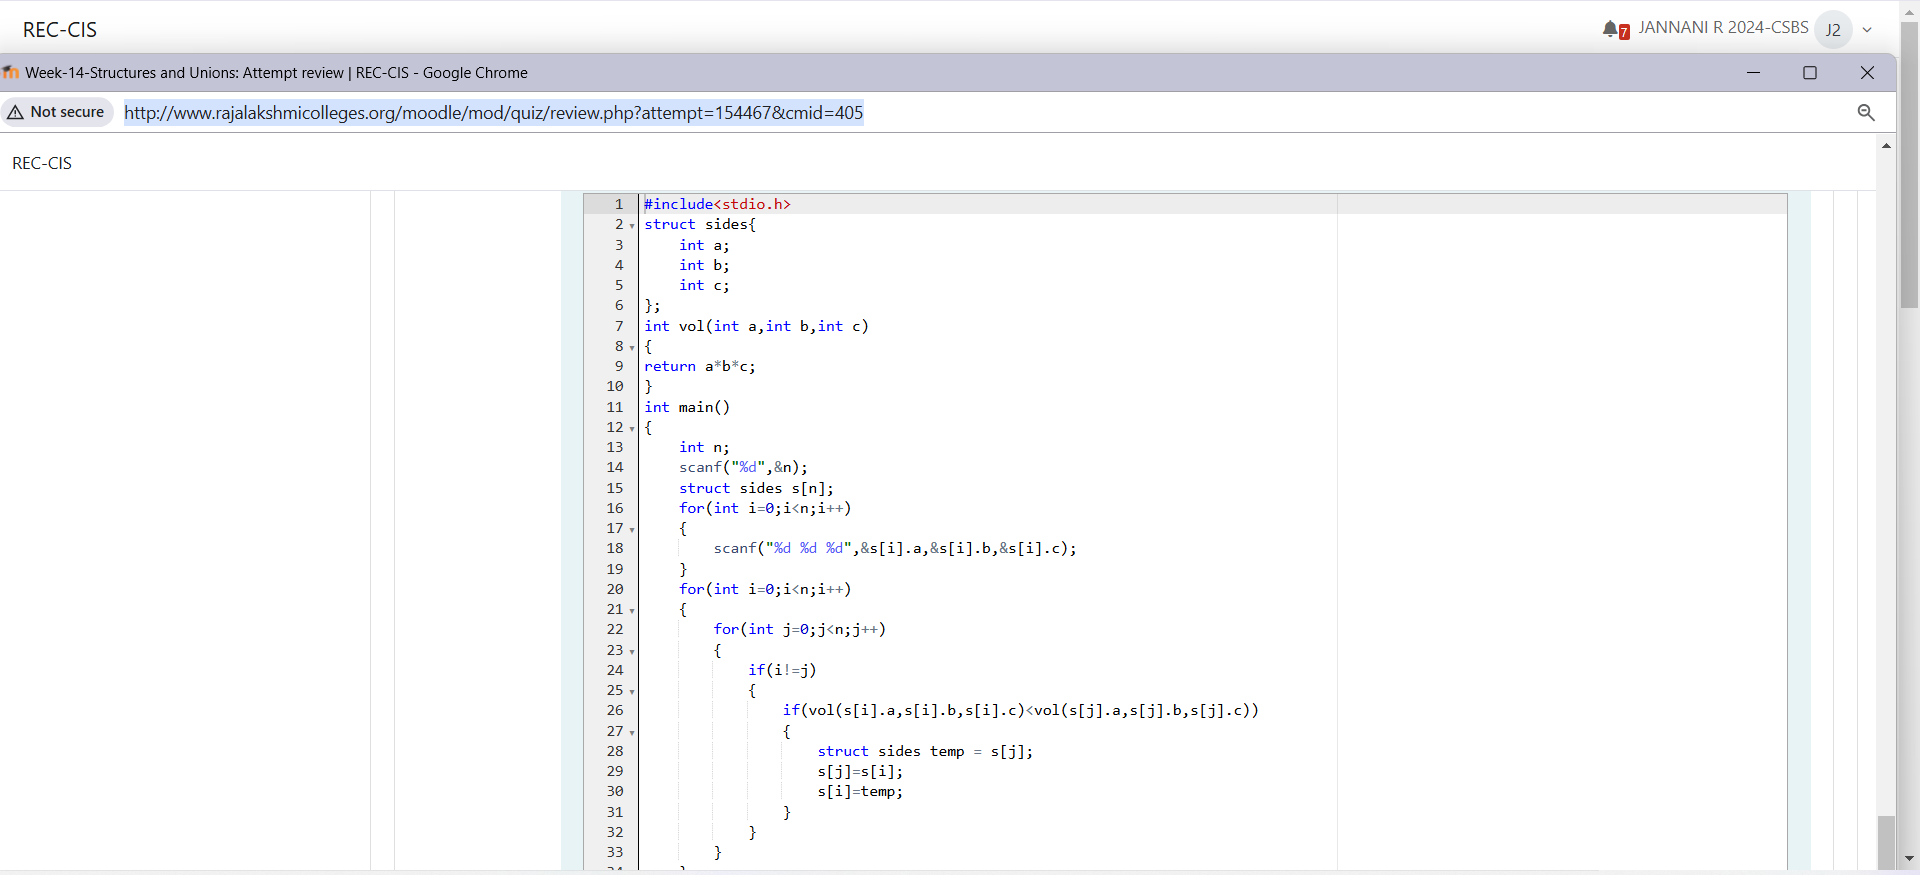 REC-CIS
7 JANNANI R 2024-CSBS J2
Week-14-Structures and Unions: Attempt review | REC-CIS - Google Chrome
Not secure http://www.rajalakshmicolleges.org/moodle/mod/quiz/review.php?attempt=154467&cmid=405
REC-CIS
1 #include<stdio.h>
2 struct sides{
3 int a;
4 int b;
5 int c;
6 };
7 int vol(int a,int b,int c)
8 {
9 return a*b*c;
10 }
11 int main()
12 {
13 int n;
14 scanf("%d",&n);
15 struct sides s[n];
16 for(int i=0;i<n;i++)
17 {
18 scanf("%d %d %d",&s[i].a,&s[i].b,&s[i].c);
19 }
20 for(int i=0;i<n;i++)
21 {
22 for(int j=0;j<n;j++)
23 {
24 if(i!=j)
25 {
26 if(vol(s[i].a,s[i].b,s[i].c)<vol(s[j].a,s[j].b,s[j].c))
27 {
28 struct sides temp = s[j];
29 s[j]=s[i];
30 s[i]=temp;
31 }
32 }
33 }